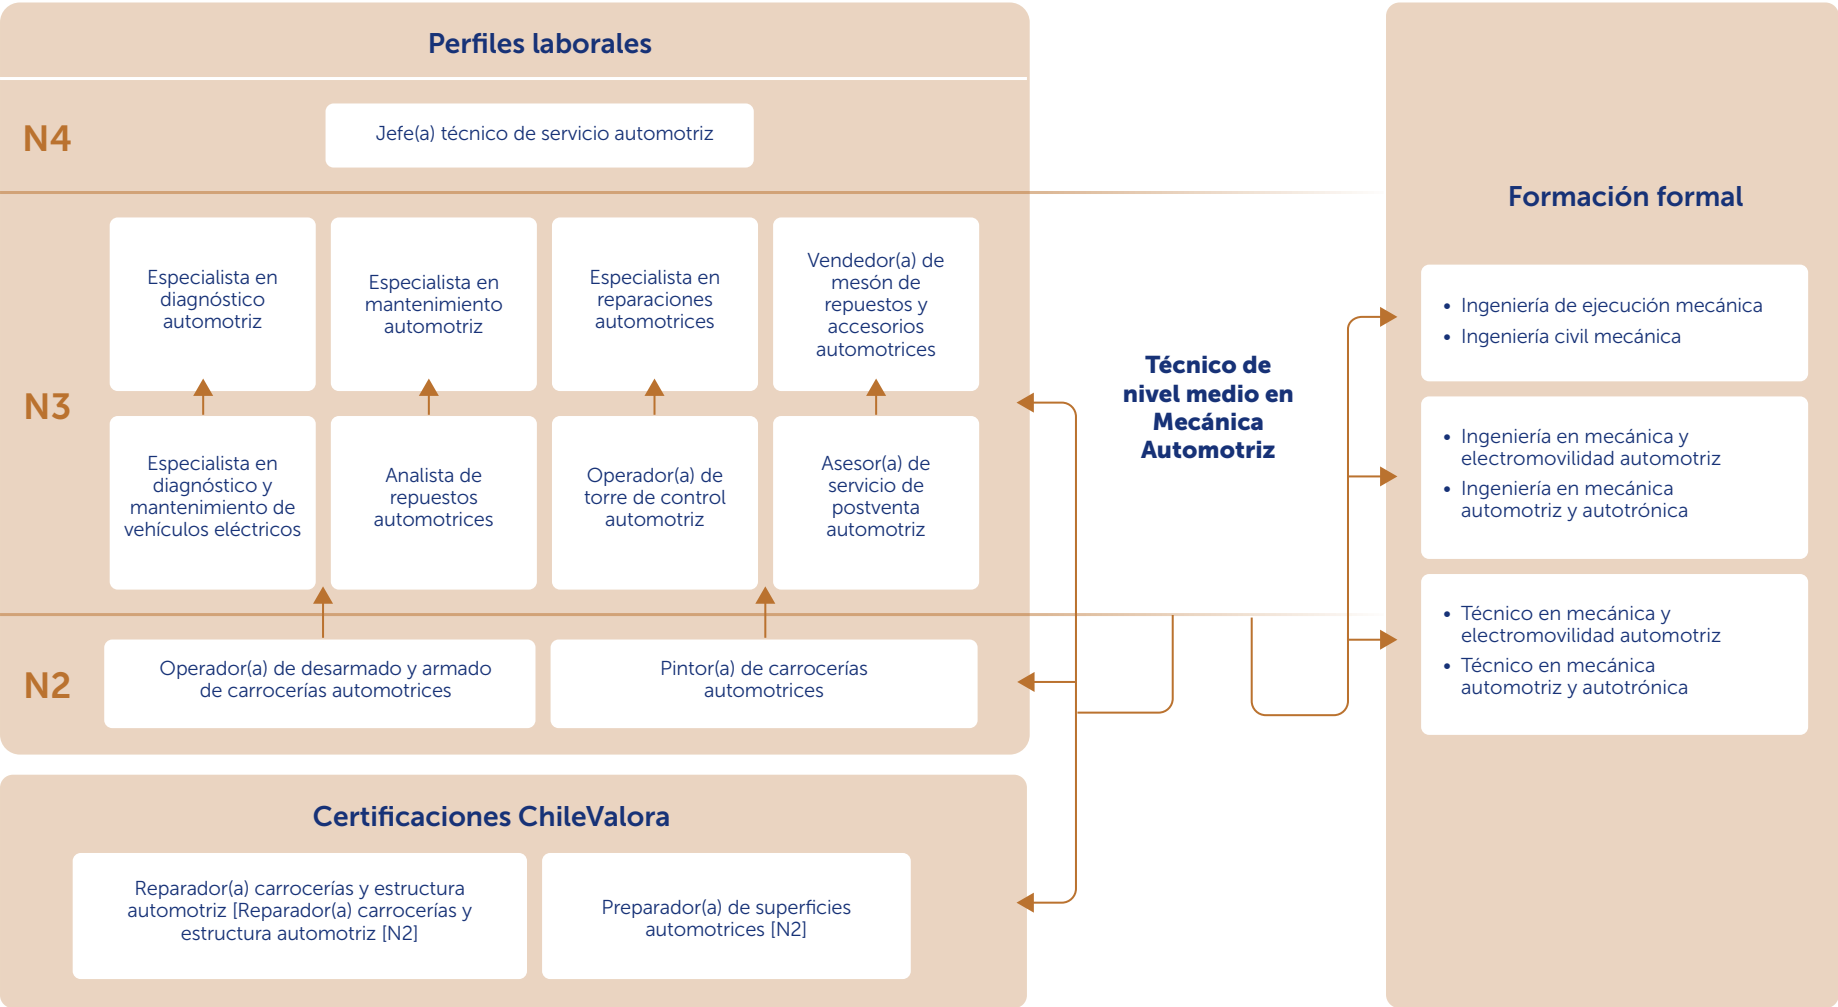 Perfiles laborales
N4
Jefe(a) técnico de servicio automotriz
N3
Especialista en
diagnóstico
automotriz
Especialista en
mantenimiento
automotriz
Especialista en
reparaciones
automotrices
Vendedor(a) de
mesón de
repuestos y
accesorios
automotrices
Especialista en
diagnóstico y
mantenimiento de
vehículos eléctricos
Analista de
repuestos
automotrices
Operador(a) de
torre de control
automotriz
Asesor(a) de
servicio de
postventa
automotriz
N2
Operador(a) de desarmado y armado
de carrocerías automotrices
Pintor(a) de carrocerías
automotrices
Certificaciones ChileValora
Reparador(a) carrocerías y estructura
automotriz [Reparador(a) carrocerías y
estructura automotriz [N2]
Preparador(a) de superficies
automotrices [N2]
Técnico de
nivel medio en
Mecánica
Automotriz
Formación formal
• Ingeniería de ejecución mecánica
• Ingeniería civil mecánica
• Ingeniería en mecánica y
electromovilidad automotriz
• Ingeniería en mecánica
automotriz y autotrónica
• Técnico en mecánica y
electromovilidad automotriz
• Técnico en mecánica
automotriz y autotrónica